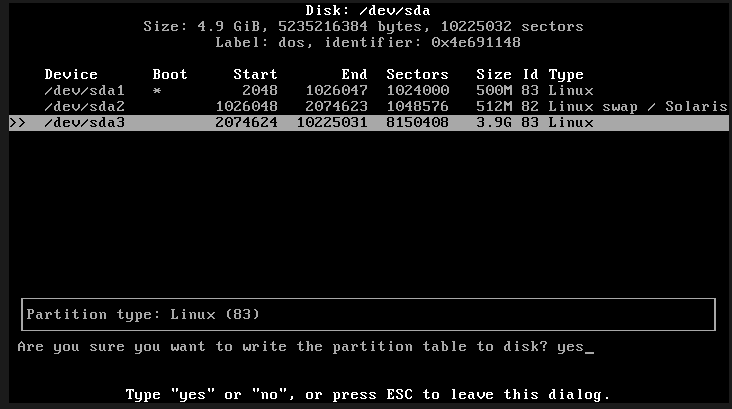 Disk: /dev/sda
Size: 4.9 GiB, 5235216384 bytes, 10225032 sectors
Label: dos, identifier: 0x4e691148
Device Boot Start End Sectors Size Id Type
/dev/sda1 * 2048 1026047 1024000 500M 83 Linux
/dev/sda2 1026048 2074623 1048576 512M 82 Linux swap / Solaris
>> /dev/sda3 2074624 10225031 8150408 3.9G 83 Linux
Partition type: Linux (83)
Are you sure you want to write the partition table to disk? yes_
Type "yes" or "no", or press ESC to leave this dialog.